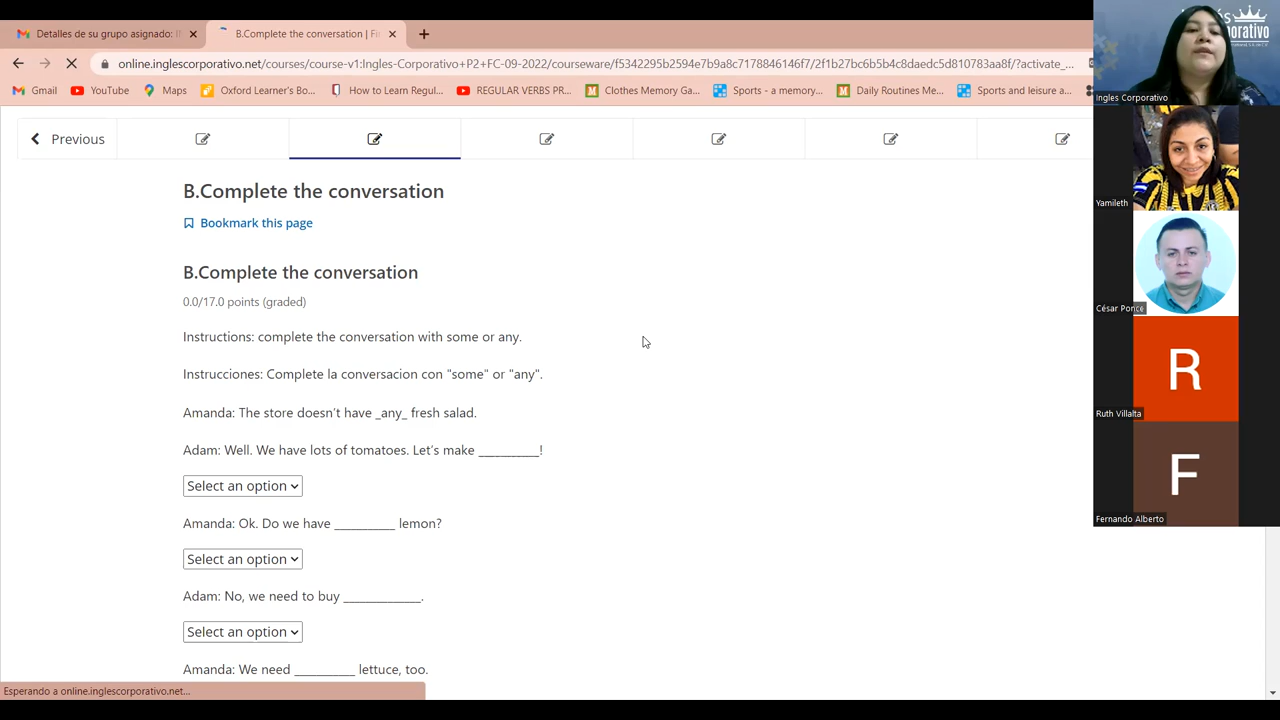 Detalles de su grupo asignado: I
B.Complete the conversation | Fi
online.inglescorporativo.net/courses/course-v1:Ingles-Corporativo+P2+FC-09-2022/courseware/f5342295b2594e7b9a8c7178846146f7/2f1b27bc6b5b4c8daedc5d810783aa8f/?activate_...
Gmail YouTube Maps Oxford Learner's Bo... How to Learn Regul... REGULAR VERBS PR... Clothes Memory Ga... Sports - a memory... Daily Routines Me... Sports and leisure a...
Previous
B.Complete the conversation
Bookmark this page
B.Complete the conversation
0.0/17.0 points (graded)
Instructions: complete the conversation with some or any.
Instrucciones: Complete la conversacion con "some" or "any".
Amanda: The store doesn't have _any_ fresh salad.
Adam: Well. We have lots of tomatoes. Let's make __________!
Select an option
Amanda: Ok. Do we have __________ lemon?
Select an option
Adam: No, we need to buy _____________.
Select an option
Amanda: We need __________ lettuce, too.
Esperando a online.inglescorporativo.net...
Ingles Corporativo
Yamileth
César Ponce
R
Ruth Villalta
F
Fernando Alberto